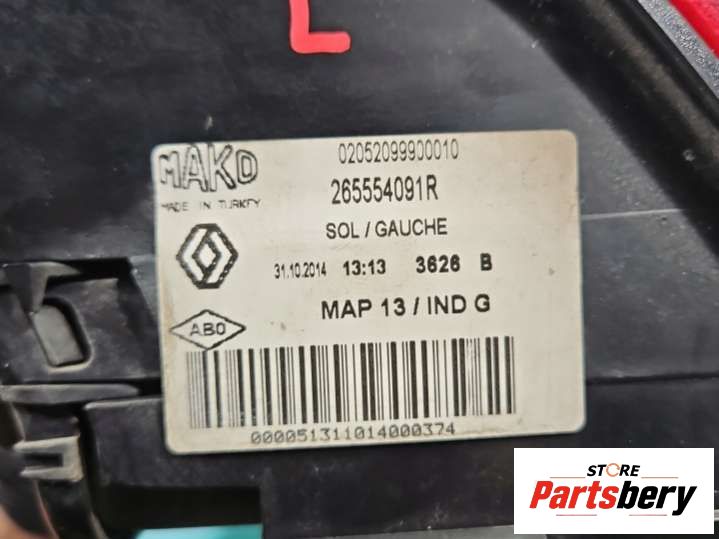 L
MAKO
MADE IN TURKEY
02052099900010
265554091R
SOL / GAUCHE
31.10.2014 13:13 3626 B
ABO
MAP 13 / IND G
000051311014000374
STORE
Partsbery